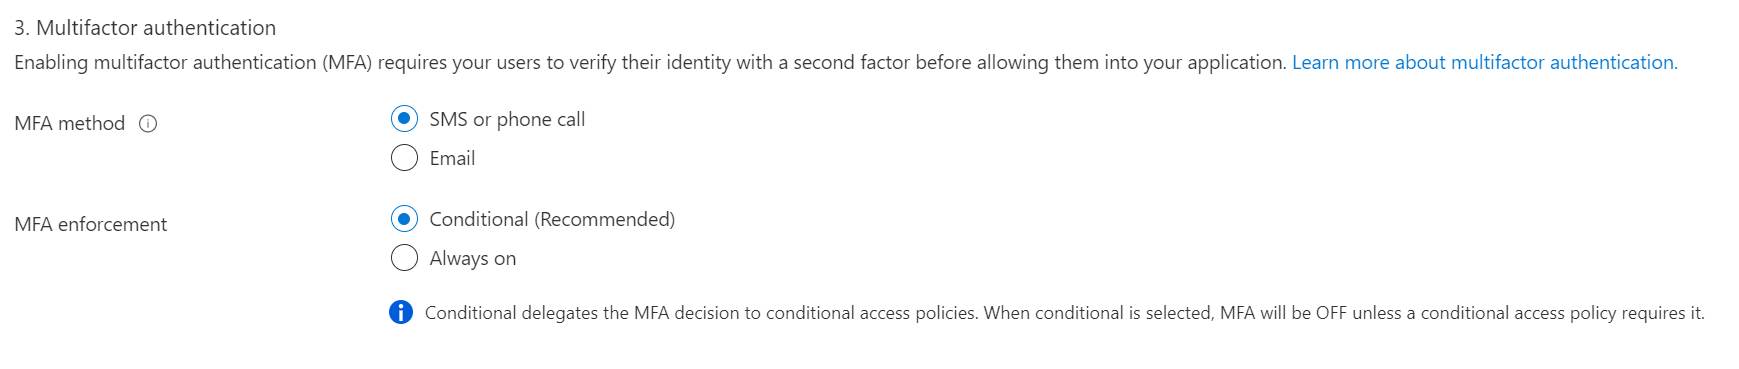 3. Multifactor authentication
Enabling multifactor authentication (MFA) requires your users to verify their identity with a second factor before allowing them into your application. Learn more about multifactor authentication.
MFA method
SMS or phone call
Email
MFA enforcement
Conditional (Recommended)
Always on
Conditional delegates the MFA decision to conditional access policies. When conditional is selected, MFA will be OFF unless a conditional access policy requires it.